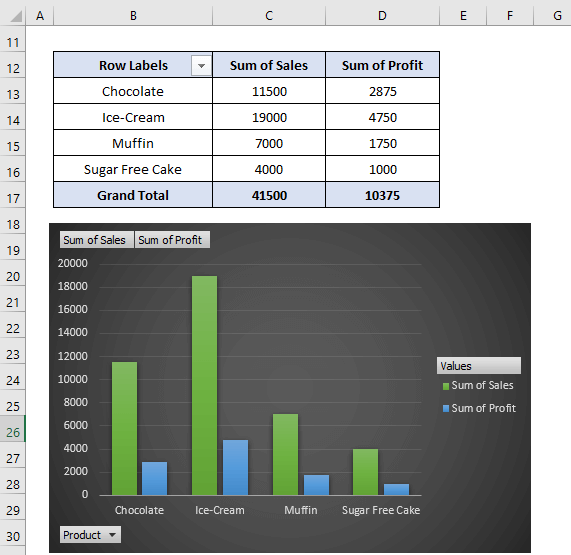 A B C D E F G
11
12 Row Labels Sum of Sales Sum of Profit
13 Chocolate 11500 2875
14 Ice-Cream 19000 4750
15 Muffin 7000 1750
16 Sugar Free Cake 4000 1000
17 Grand Total 41500 10375
18
19 Sum of Sales Sum of Profit
20000
20 18000
21 16000
22 14000
23 12000
Values
24 10000 Sum of Sales
25 8000 Sum of Profit
26 6000
27 4000
28 2000
0
29 Chocolate Ice-Cream Muffin Sugar Free Cake
30 Product